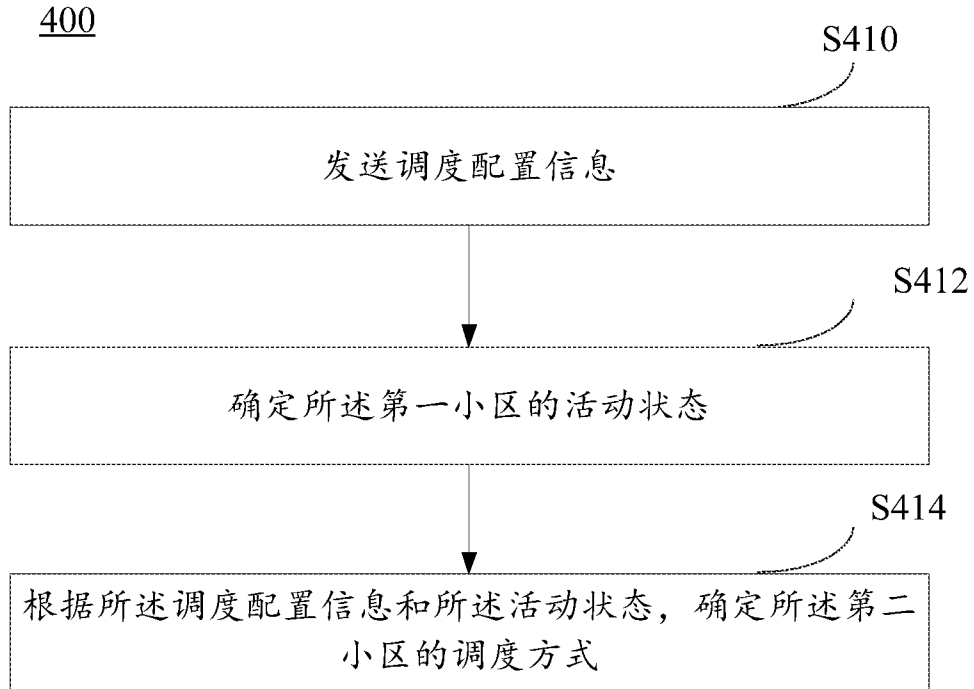 400
S410
发送调度配置信息
S412
确定所述第一小区的活动状态
S414
根据所述调度配置信息和所述活动状态，确定所述第二
小区的调度方式